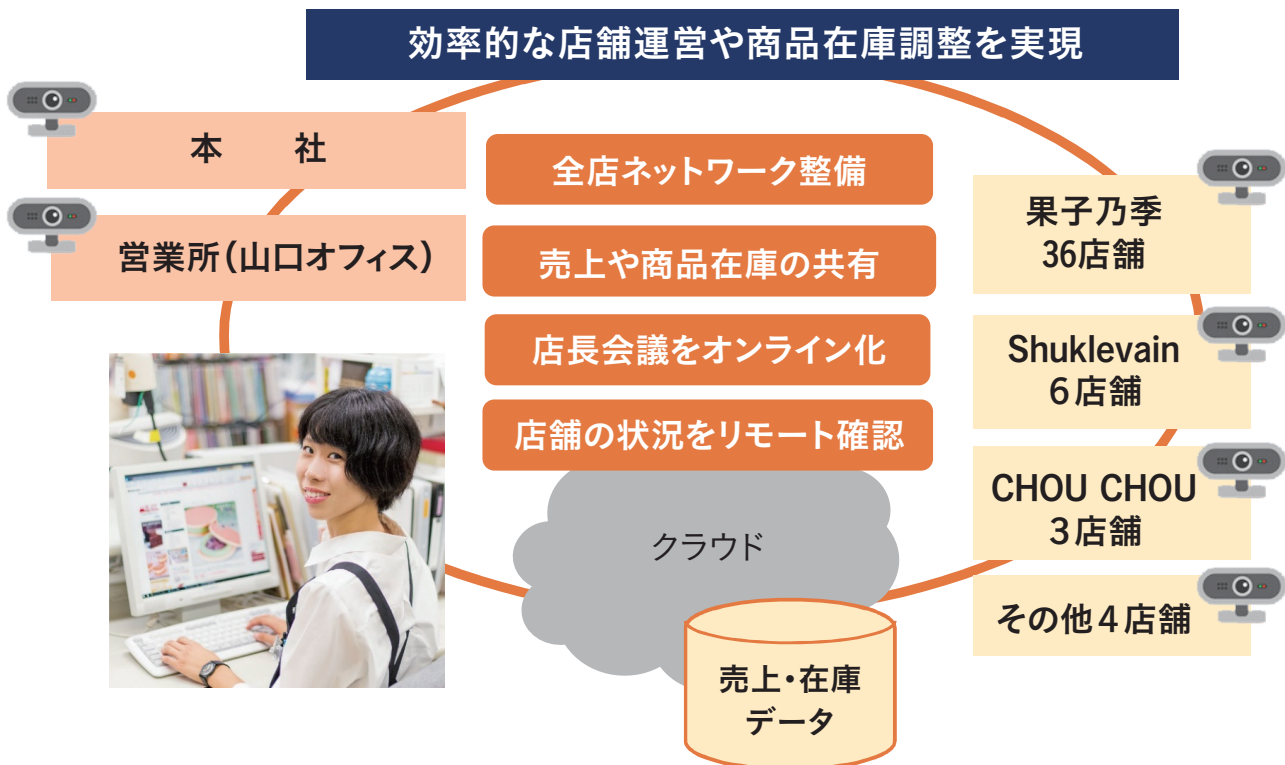 効率的な店舗運営や商品在庫調整を実現
本　　社
営業所(山口オフィス)
全店ネットワーク整備
売上や商品在庫の共有
店長会議をオンライン化
店舗の状況をリモート確認
クラウド
売上・在庫
データ
果子乃季
36店舗
Shuklevain
6店舗
CHOU CHOU
3店舗
その他4店舗